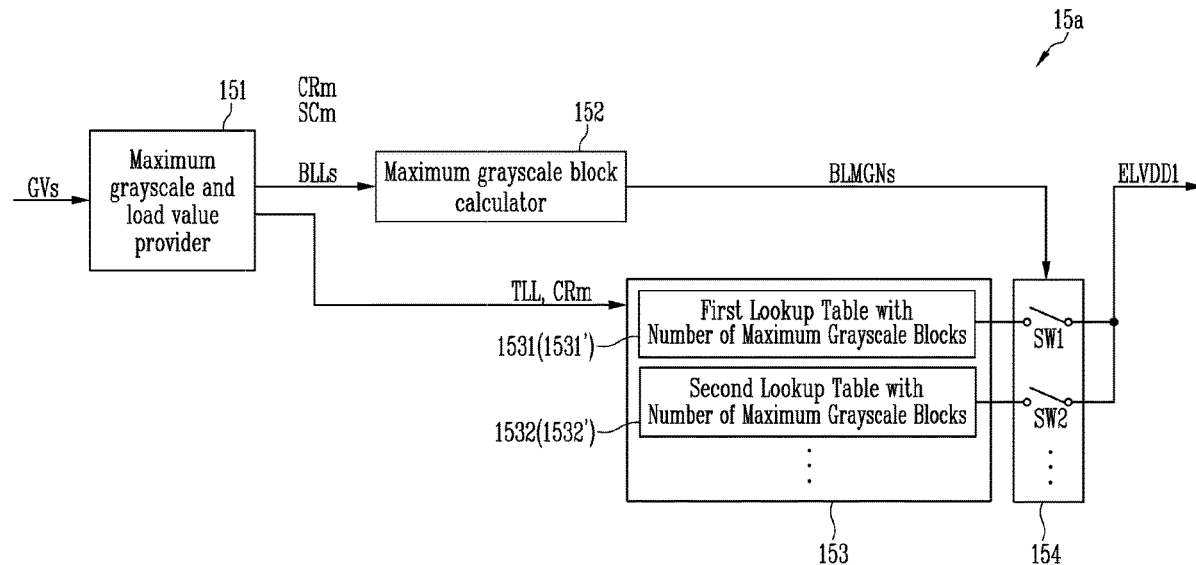 15a
151
CRm
SCm
152
Maximum
grayscale and
load value
provider
GVs
BLLs
Maximum grayscale block
calculator
BLMGNs
ELVDD1
TLL, CRm
First Lookup Table with
Number of Maximum Grayscale Blocks
1531(1531')
SW1
Second Lookup Table with
Number of Maximum Grayscale Blocks
1532(1532')
SW2
153
154